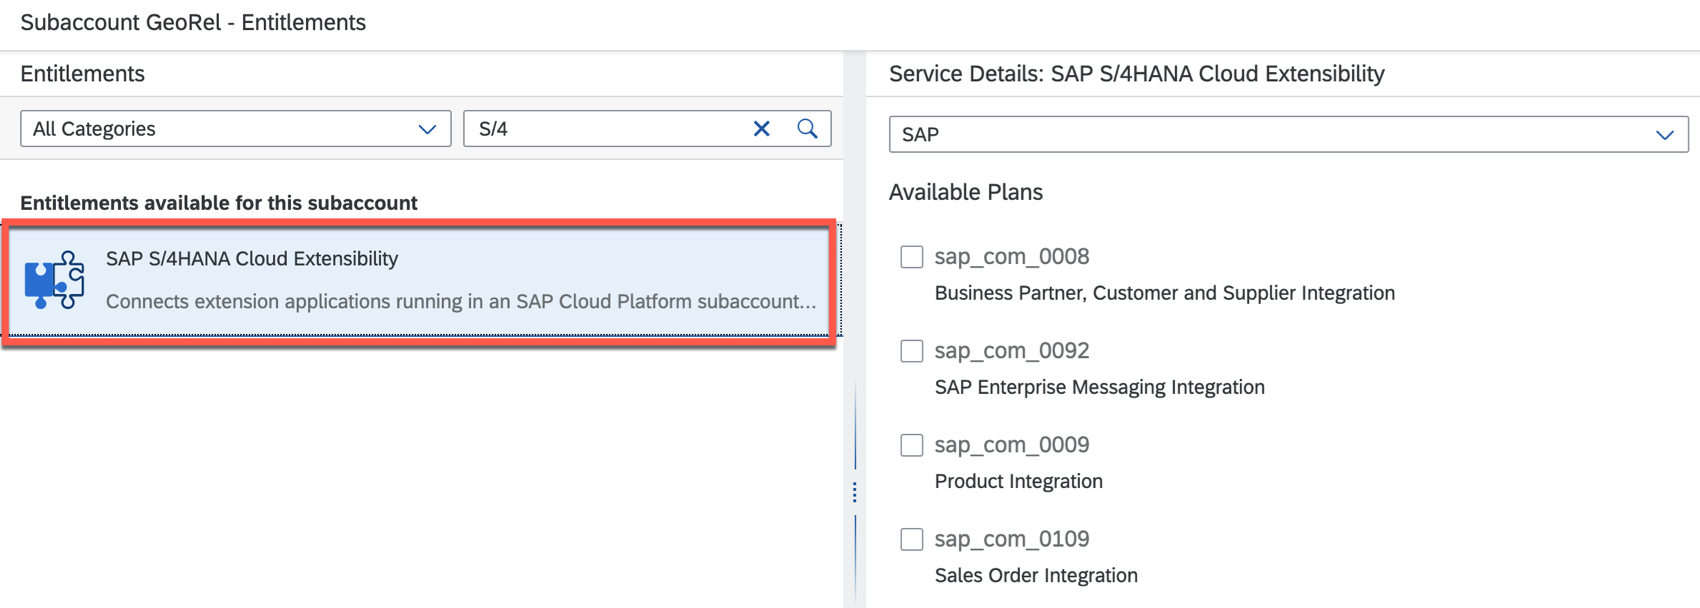 Subaccount GeoRel - Entitlements
Entitlements
All Categories
S/4
Entitlements available for this subaccount
SAP S/4HANA Cloud Extensibility
Connects extension applications running in an SAP Cloud Platform subaccount...
Service Details: SAP S/4HANA Cloud Extensibility
SAP
Available Plans
sap_com_0008
Business Partner, Customer and Supplier Integration
sap_com_0092
SAP Enterprise Messaging Integration
sap_com_0009
Product Integration
sap_com_0109
Sales Order Integration